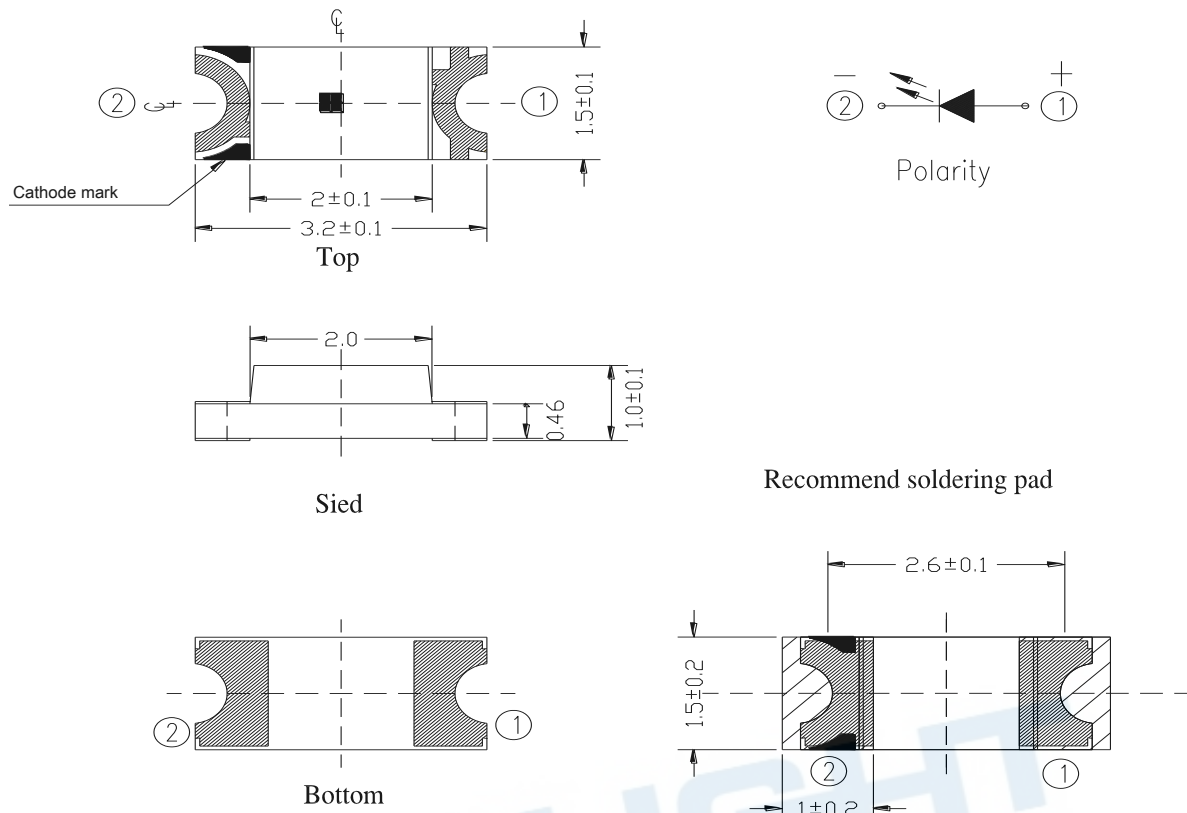 ℄
② ℄ ① 1.5±0.1
Cathode mark
2±0.1
3.2±0.1
Top
− +
② ①
Polarity
2.0
0.46 1.0±0.1
Sied
Recommend soldering pad
2.6±0.1
1.5±0.2
② ①
② ①
1±0.2
Bottom